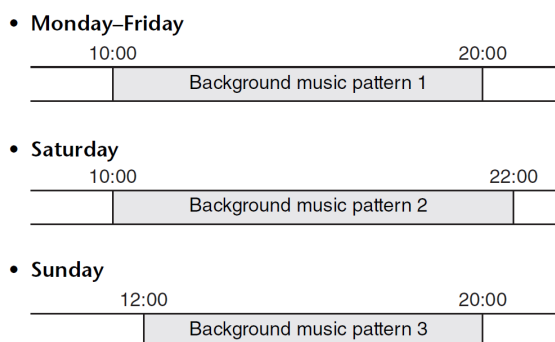 • Monday–Friday
10:00 20:00
Background music pattern 1
• Saturday
10:00 22:00
Background music pattern 2
• Sunday
12:00 20:00
Background music pattern 3